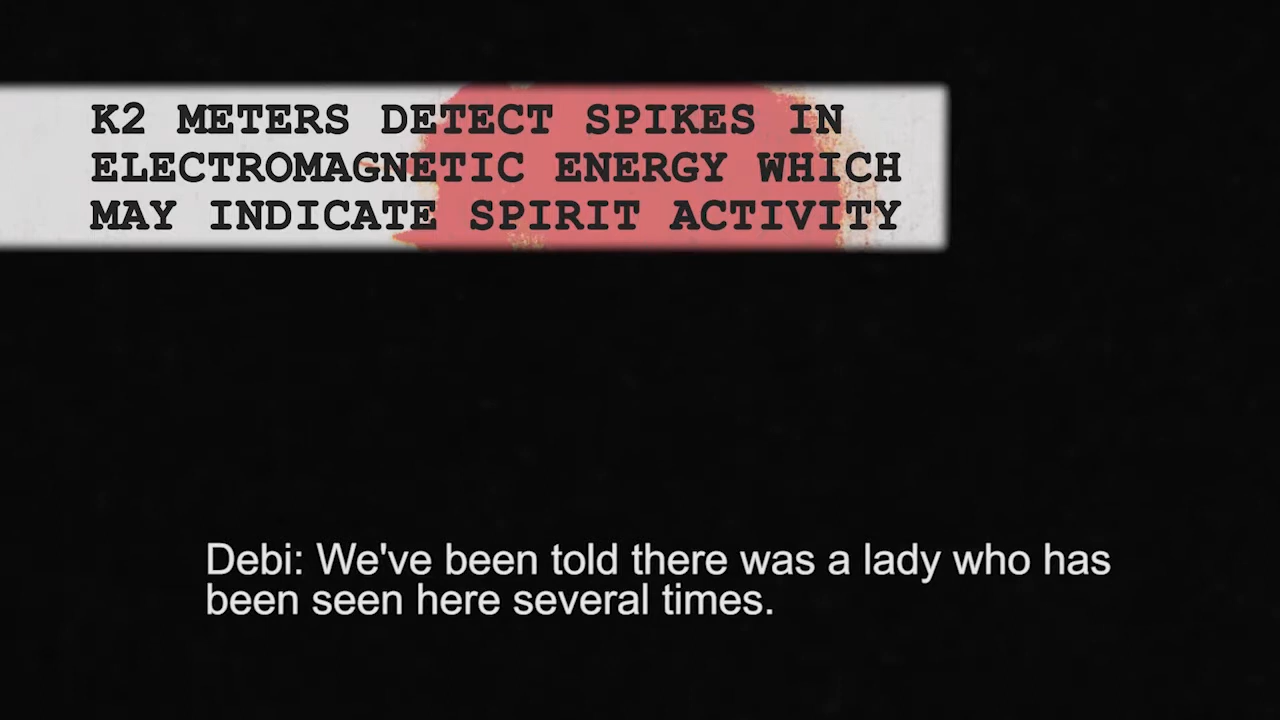 K2 METERS DETECT SPIKES IN
ELECTROMAGNETIC ENERGY WHICH
MAY INDICATE SPIRIT ACTIVITY
Debi: We've been told there was a lady who has
been seen here several times.